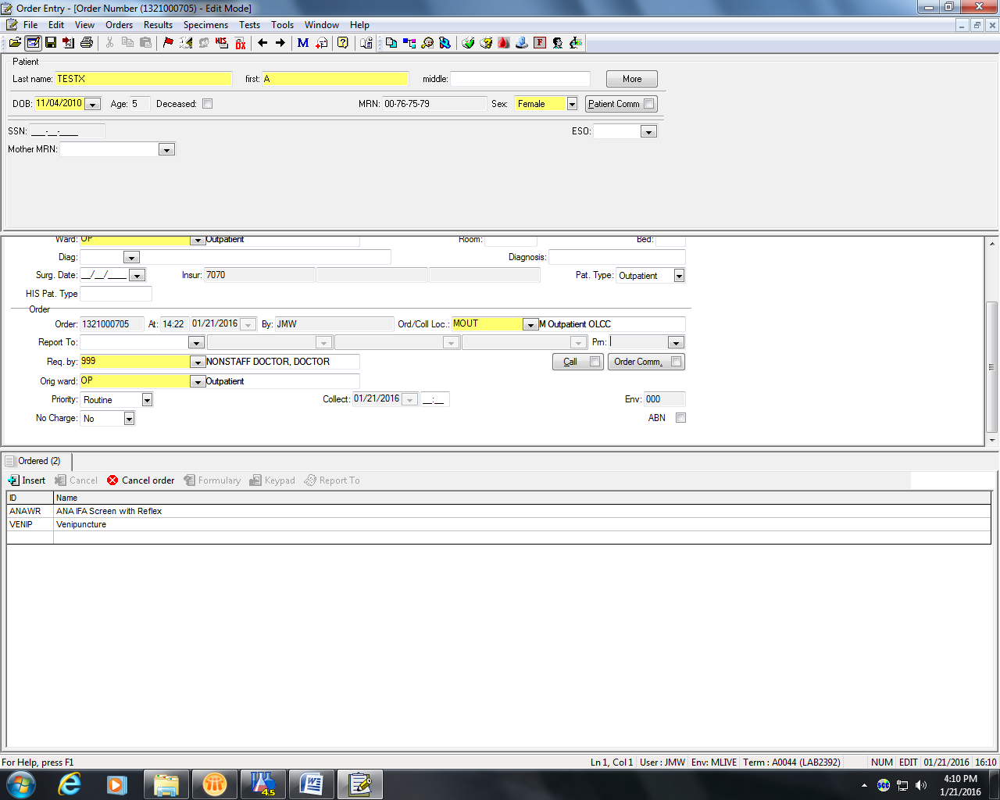 Order Entry - [Order Number (1321000705) - Edit Mode]
File Edit View Orders Results Specimens Tests Tools Window Help
Patient
Last name: TESTX first: A middle: More
DOB: 11/04/2010 Age: 5 Deceased: MRN: 00-76-75-79 Sex: Female Patient Comm
SSN: ___-__-____ ESO:
Mother MRN:
Ward: OP Outpatient Room: Bed:
Diag: Diagnosis:
Surg. Date: __/__/____ Insur: 7070 Pat. Type: Outpatient
HIS Pat. Type
Order
Order: 1321000705 At: 14:22 01/21/2016 By: JMW Ord/Coll Loc.: MOUT M Outpatient OLCC
Report To: Prn:
Req. by: 999 NONSTAFF DOCTOR, DOCTOR Call Order Comm.
Orig ward: OP Outpatient
Priority: Routine Collect: 01/21/2016 __:__ Env: 000
No Charge: No ABN
Ordered (2)
Insert Cancel Cancel order Formulary Keypad Report To
ID Name
ANAWR ANA IFA Screen with Reflex
VENIP Venipuncture
For Help, press F1 Ln 1, Col 1 User : JMW Env: MLIVE Term : A0044 (LAB2392) NUM EDIT 01/21/2016 16:10
4.5 4:10 PM
1/21/2016